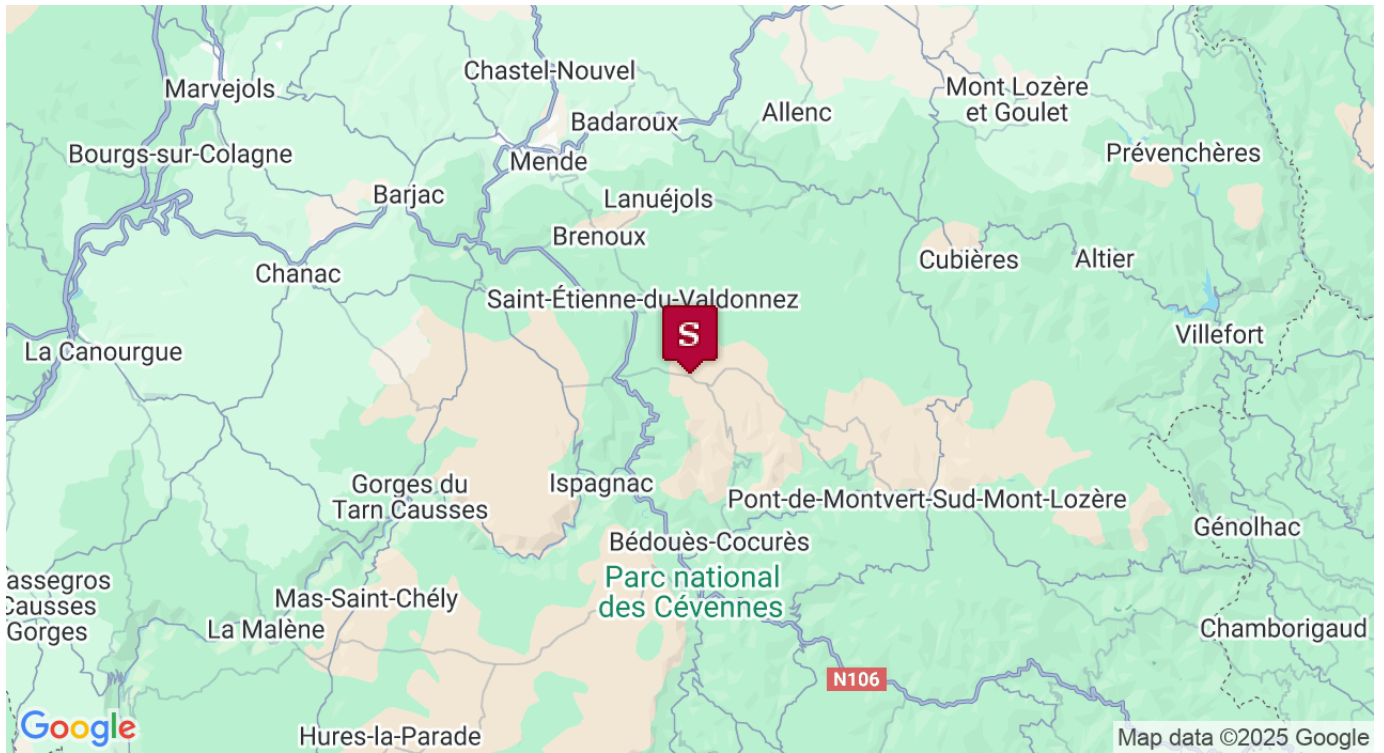 Chastel-Nouvel
Marvejols
Mont Lozère
et Goulet
Allenc
Badaroux
Bourgs-sur-Colagne
Mende
Prévenchères
Barjac
Lanuéjols
Brenoux
Cubières
Altier
Chanac
Saint-Étienne-du-Valdonnez
S
Villefort
La Canourgue
Gorges du
Tarn Causses
Ispagnac
Pont-de-Montvert-Sud-Mont-Lozère
Génolhac
Bédouès-Cocurès
Parc national
des Cévennes
assegros
Causses
Gorges
Mas-Saint-Chély
La Malène
Chamborigaud
N106
Google
Hures-la-Parade
Map data ©2025 Google